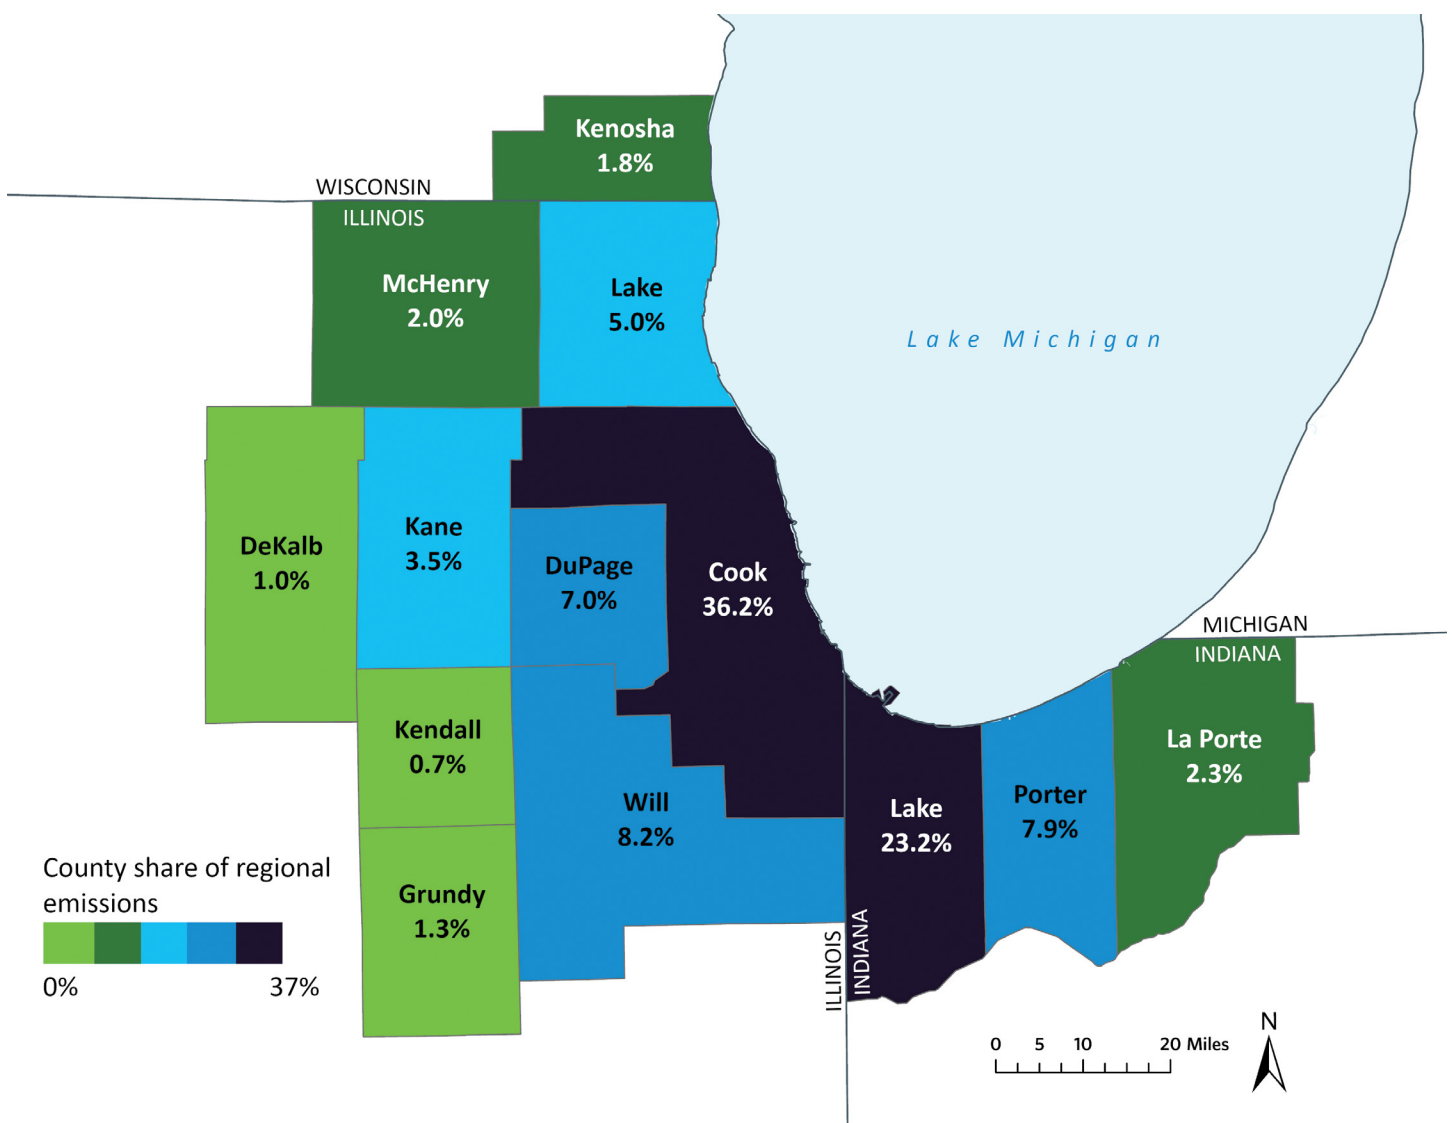 Kenosha
1.8%
WISCONSIN
ILLINOIS
McHenry
2.0%
Lake
5.0%
Lake Michigan
DeKalb
1.0%
Kane
3.5%
DuPage
7.0%
Cook
36.2%
MICHIGAN
INDIANA
Kendall
0.7%
Will
8.2%
Lake
23.2%
Porter
7.9%
La Porte
2.3%
Grundy
1.3%
ILLINOIS
INDIANA
County share of regional
emissions
0% 37%
N
0 5 10 20 Miles